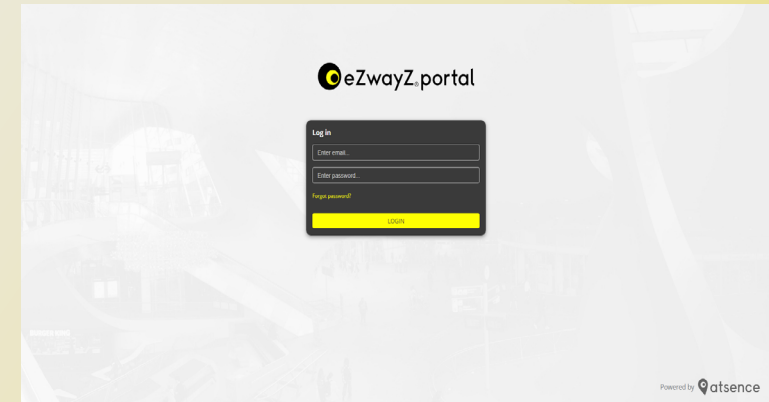 eZwayZ® portal
Log in
Enter email...
Enter password...
Forgot password?
LOGIN
Powered by atsence